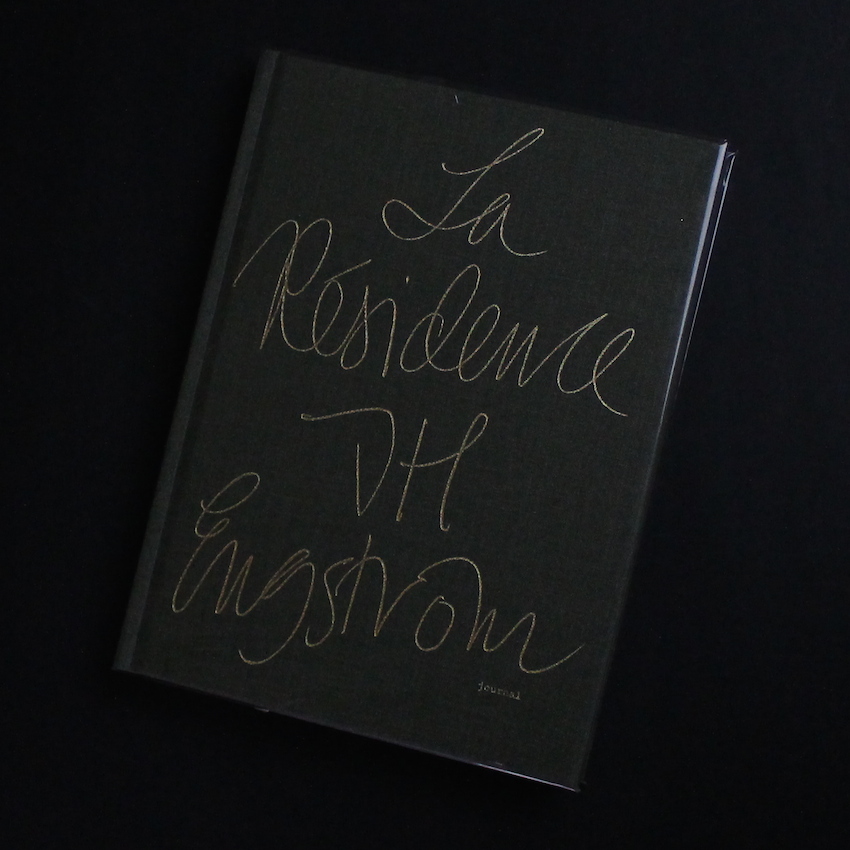 La
Résidence
JH
Engström
journal